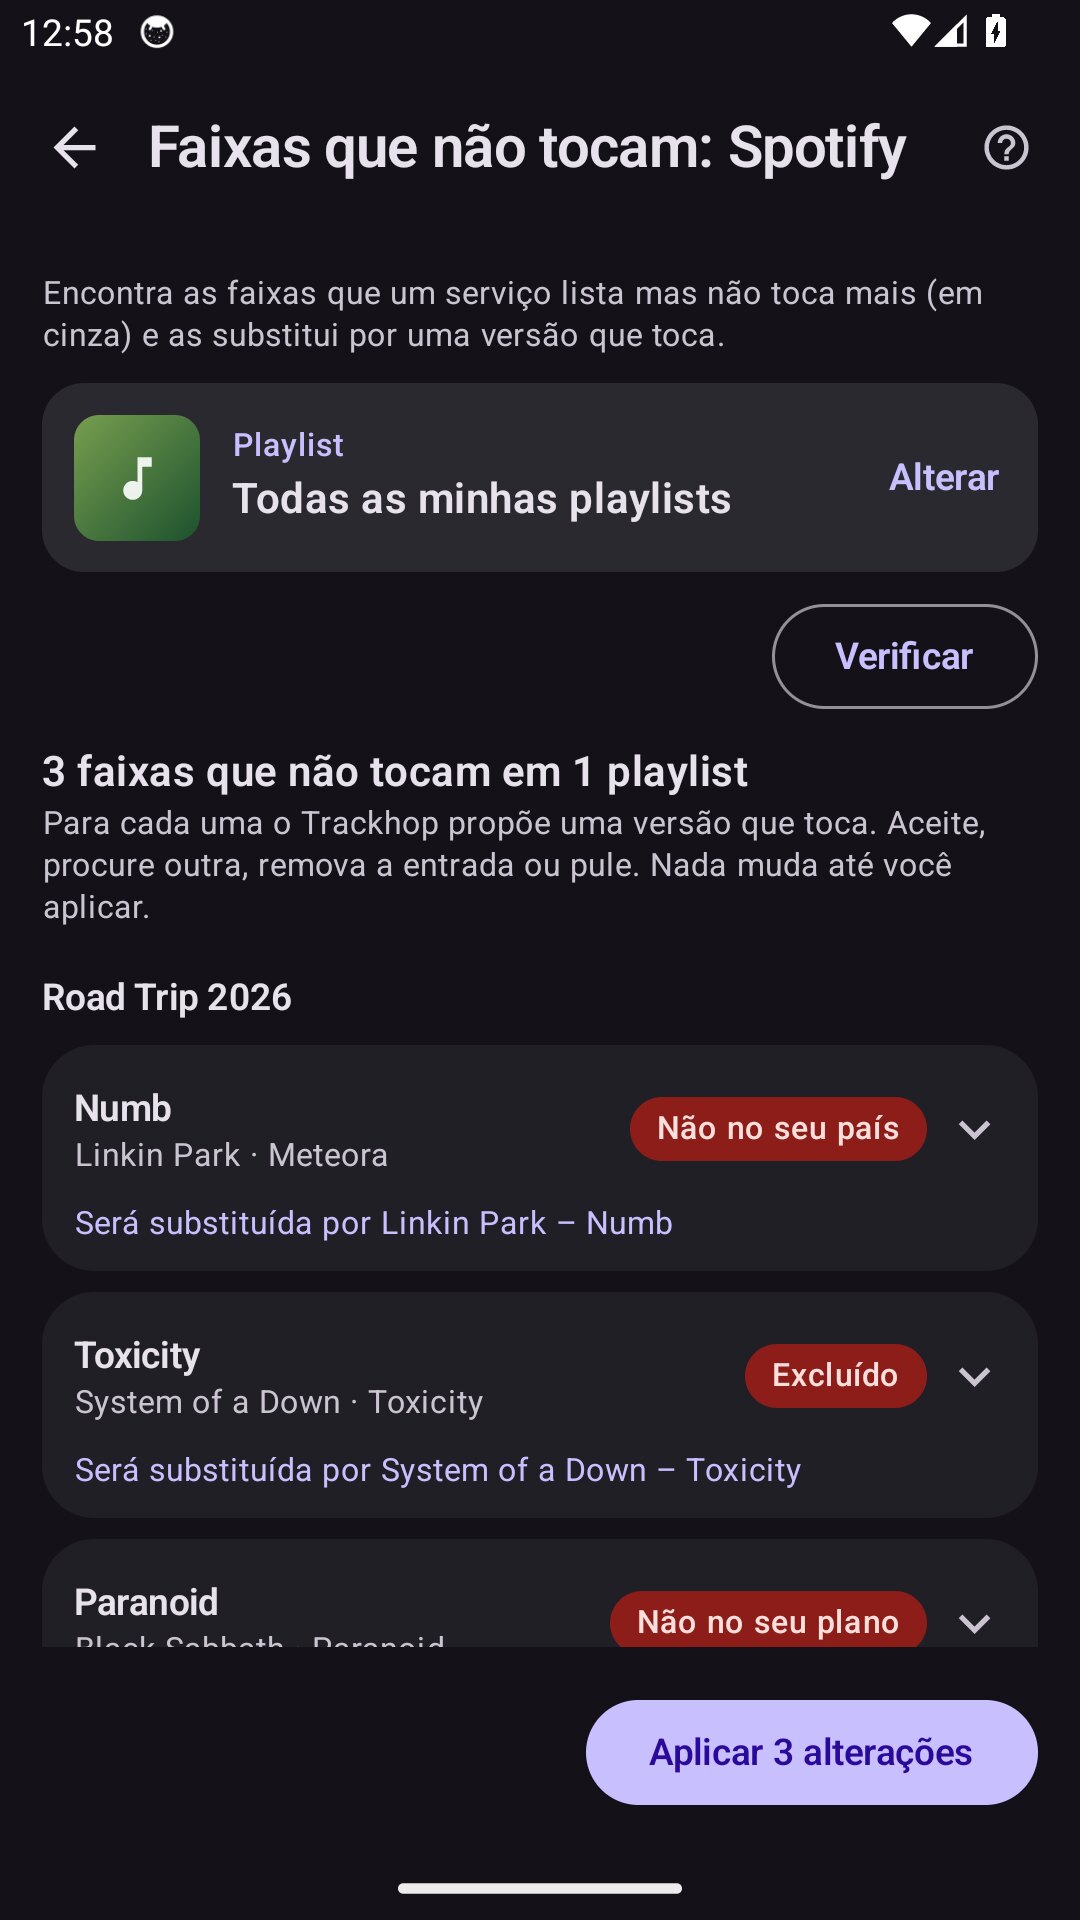 12:58
Faixas que não tocam: Spotify
Encontra as faixas que um serviço lista mas não toca mais (em
cinza) e as substitui por uma versão que toca.
Playlist
Todas as minhas playlists
Alterar
Verificar
3 faixas que não tocam em 1 playlist
Para cada uma o Trackhop propõe uma versão que toca. Aceite,
procure outra, remova a entrada ou pule. Nada muda até você
aplicar.
Road Trip 2026
Numb
Não no seu país
Linkin Park · Meteora
Será substituída por Linkin Park – Numb
Toxicity
Excluído
System of a Down · Toxicity
Será substituída por System of a Down – Toxicity
Paranoid
Não no seu plano
Black Sabbath · Paranoid
Aplicar 3 alterações